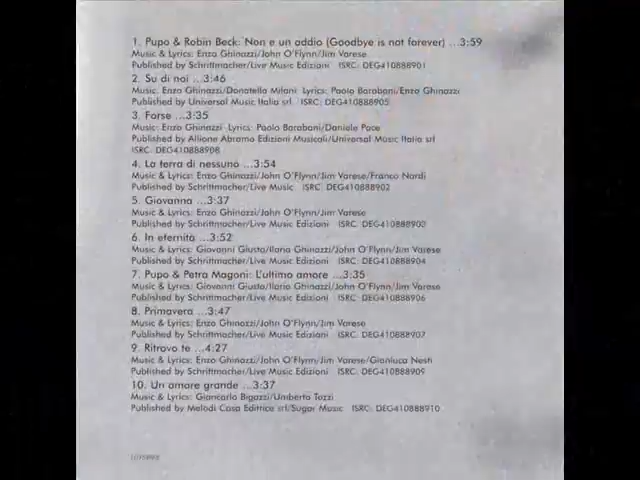 1. Pupo & Robin Beck: Non e un addio (Goodbye is not forever) ...3:59
Music & Lyrics: Enzo Ghinazzi/John O'Flynn/Jim Varese
Published by Schrittmacher/Live Music Edizioni ISRC: DEG410888901
2. Su di noi ...3:46
Music: Enzo Ghinazzi/Donatella Milani Lyrics: Paolo Barabani/Enzo Ghinazzi
Published by Universal Music Italia srl ISRC: DEG410888905
3. Forse ...3:35
Music: Enzo Ghinazzi Lyrics: Paolo Barabani/Daniele Pace
Published by Allione Abramo Edizioni Musicali/Universal Music Italia srl
ISRC: DEG410888908
4. La terra di nessuno ...3:54
Music & Lyrics: Enzo Ghinazzi/John O'Flynn/Jim Varese/Franco Nardi
Published by Schrittmacher/Live Music ISRC: DEG410888902
5. Giovanna ...3:37
Music & Lyrics: Enzo Ghinazzi/John O'Flynn/Jim Varese
Published by Schrittmacher/Live Music Edizioni ISRC: DEG410888903
6. In eternità ...3:52
Music & Lyrics: Giovanni Giusto/Ilaria Ghinazzi/John O'Flynn/Jim Varese
Published by Schrittmacher/Live Music Edizioni ISRC: DEG410888904
7. Pupo & Petra Magoni: L'ultimo amore ...3:35
Music & Lyrics: Giovanni Giusto/Ilaria Ghinazzi/John O'Flynn/Jim Varese
Published by Schrittmacher/Live Music Edizioni ISRC: DEG410888906
8. Primavera ...3:47
Music & Lyrics: Enzo Ghinazzi/John O'Flynn/Jim Varese
Published by Schrittmacher/Live Music Edizioni ISRC: DEG410888907
9. Ritrovo te ...4:27
Music & Lyrics: Enzo Ghinazzi/John O'Flynn/Jim Varese/Gianluca Nesti
Published by Schrittmacher/Live Music Edizioni ISRC: DEG410888909
10. Un amore grande ...3:37
Music & Lyrics: Giancarlo Bigazzi/Umberto Tozzi
Published by Melodi Casa Editrice srl/Sugar Music ISRC: DEG410888910